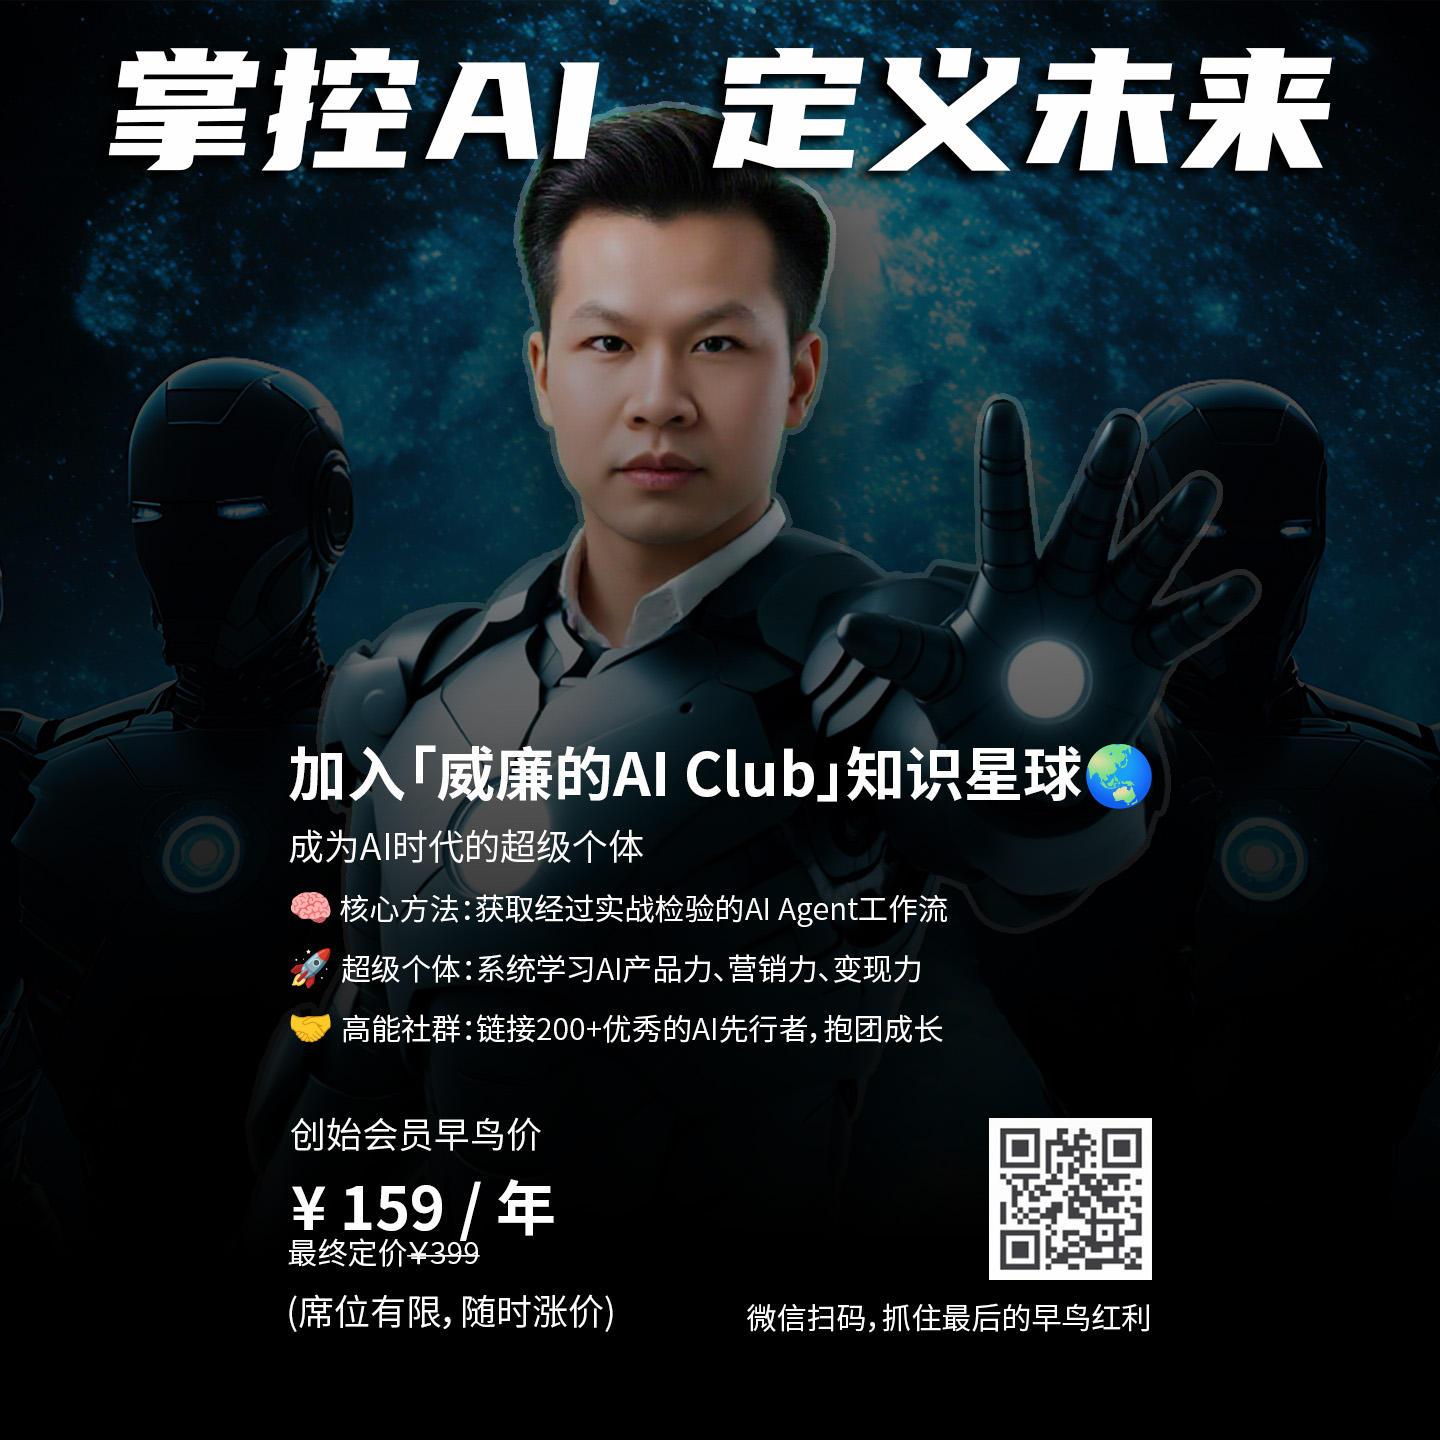 掌控AI 定义未来
加入「威廉的AI Club」知识星球🌏
成为AI时代的超级个体
🧠 核心方法：获取经过实战检验的AI Agent工作流
🚀 超级个体：系统学习AI产品力、营销力、变现力
🤝 高能社群：链接200+优秀的AI先行者，抱团成长
创始会员早鸟价
¥ 159 / 年
最终定价¥399
(席位有限，随时涨价)
微信扫码，抓住最后的早鸟红利